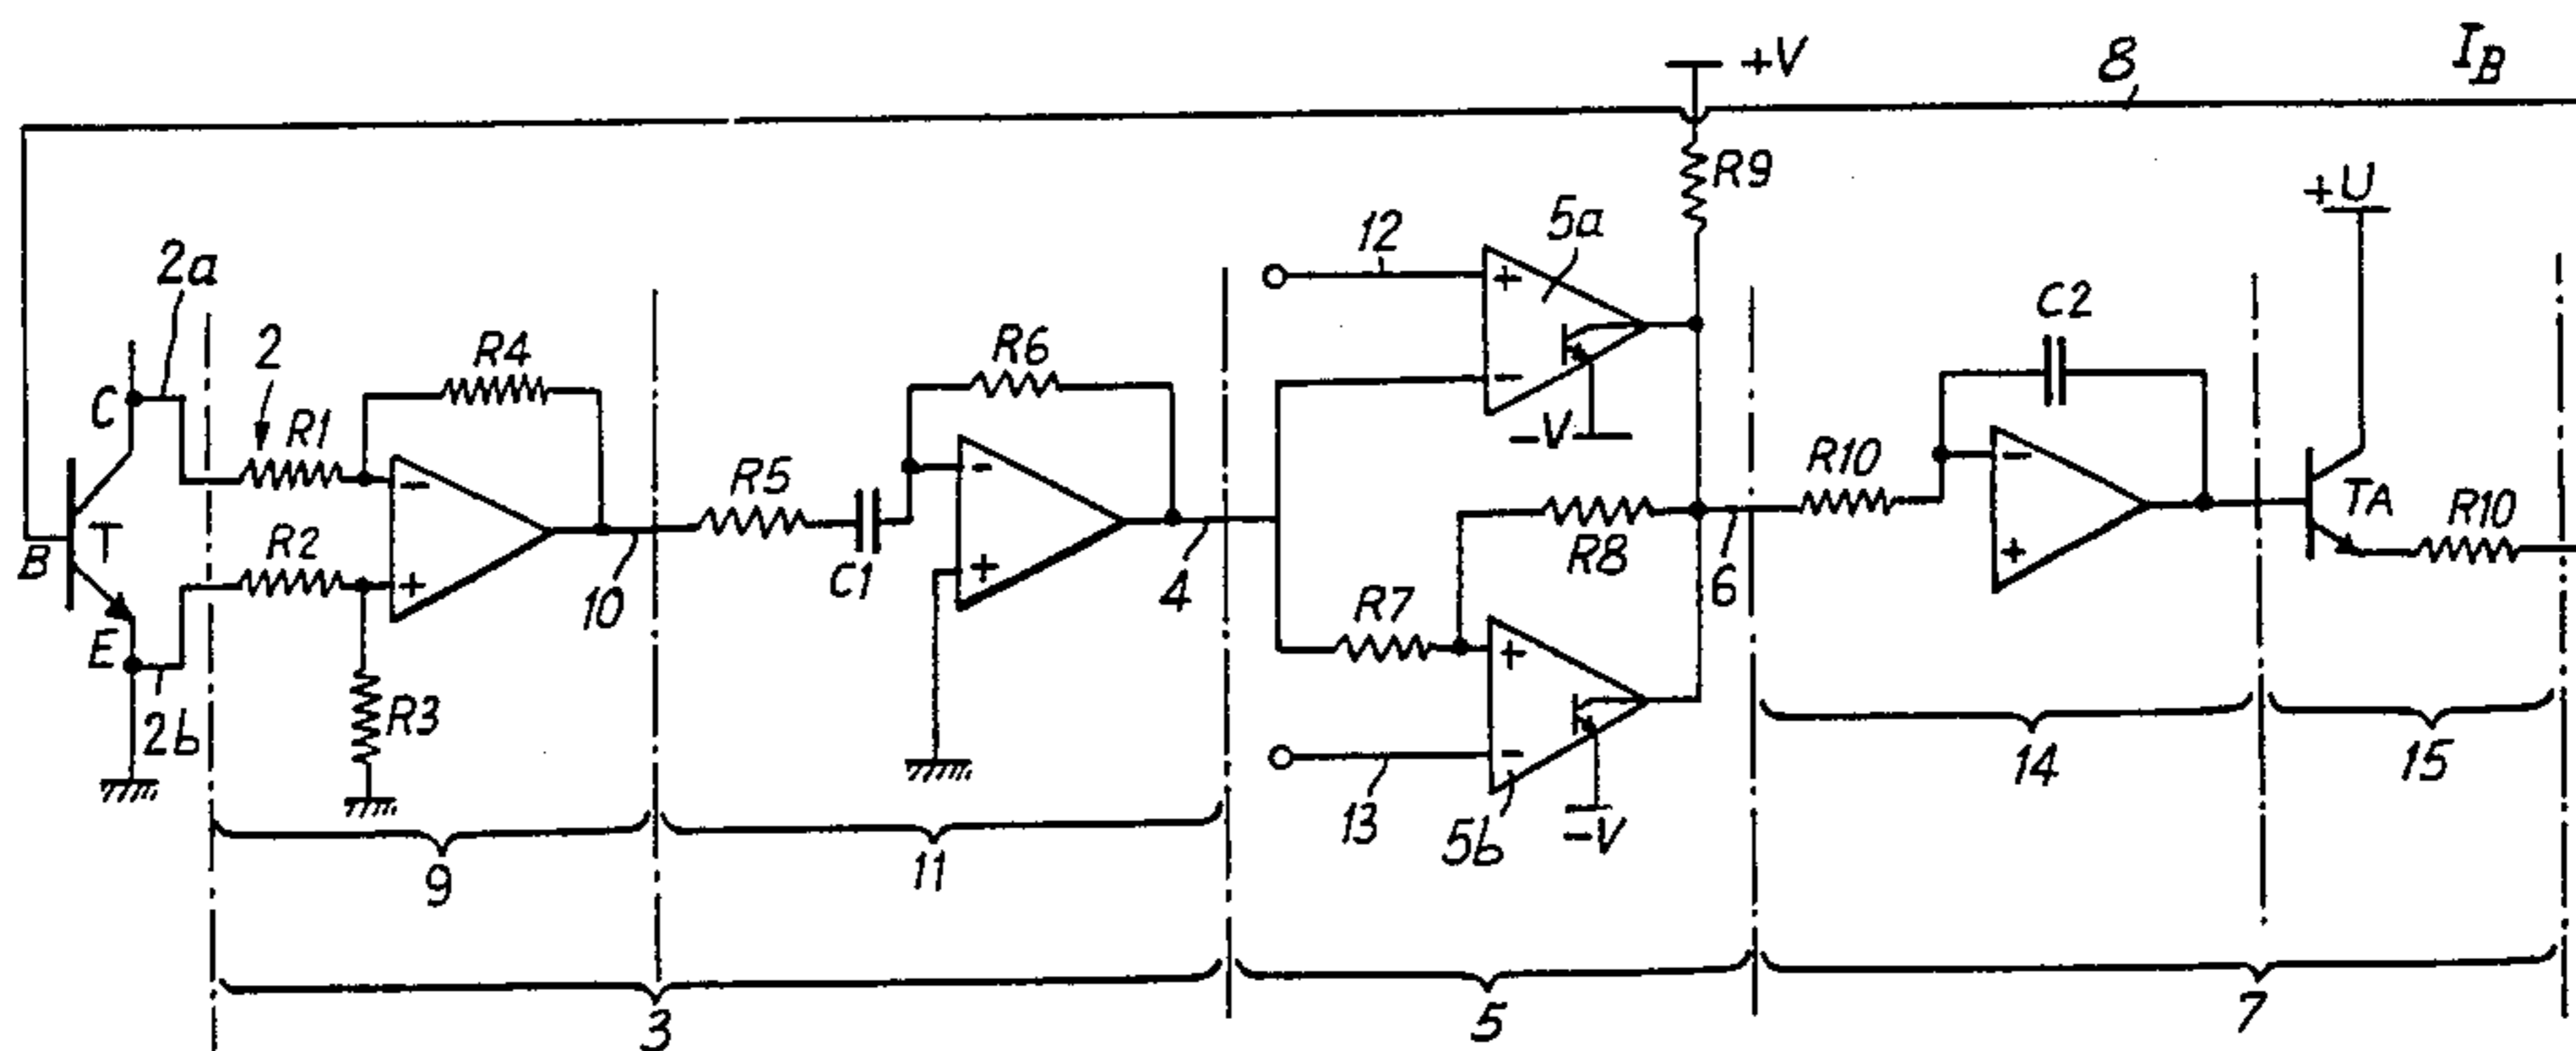 +V
8
I_B
R9
+U
12
5a
2a
2
R4
R6
C2
C
R1
+
-
-V
R5
-
-
R10
-
TA
R10
B
T
R2
10
C1
+
4
R8
6
+
E
+
R7
+
2b
R3
13
-
5b
-V
14
15
9
11
3
5
7